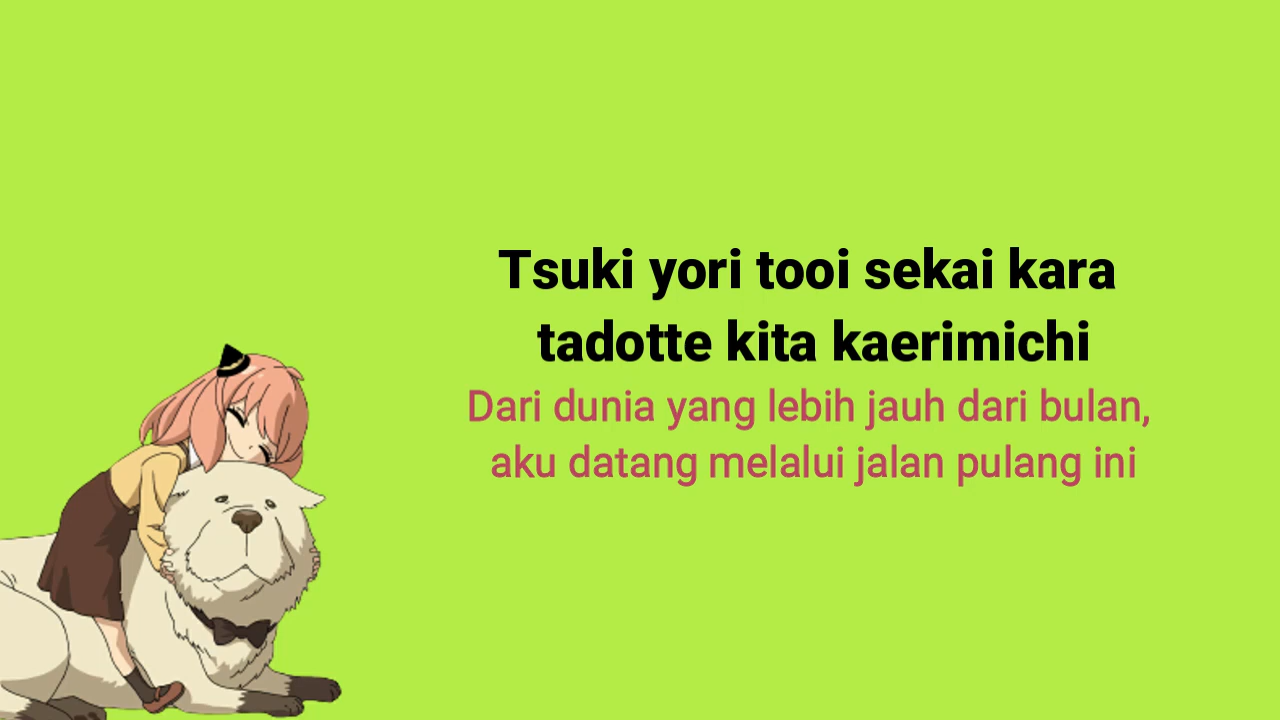 Tsuki yori tooi sekai kara
tadotte kita kaerimichi
Dari dunia yang lebih jauh dari bulan,
aku datang melalui jalan pulang ini